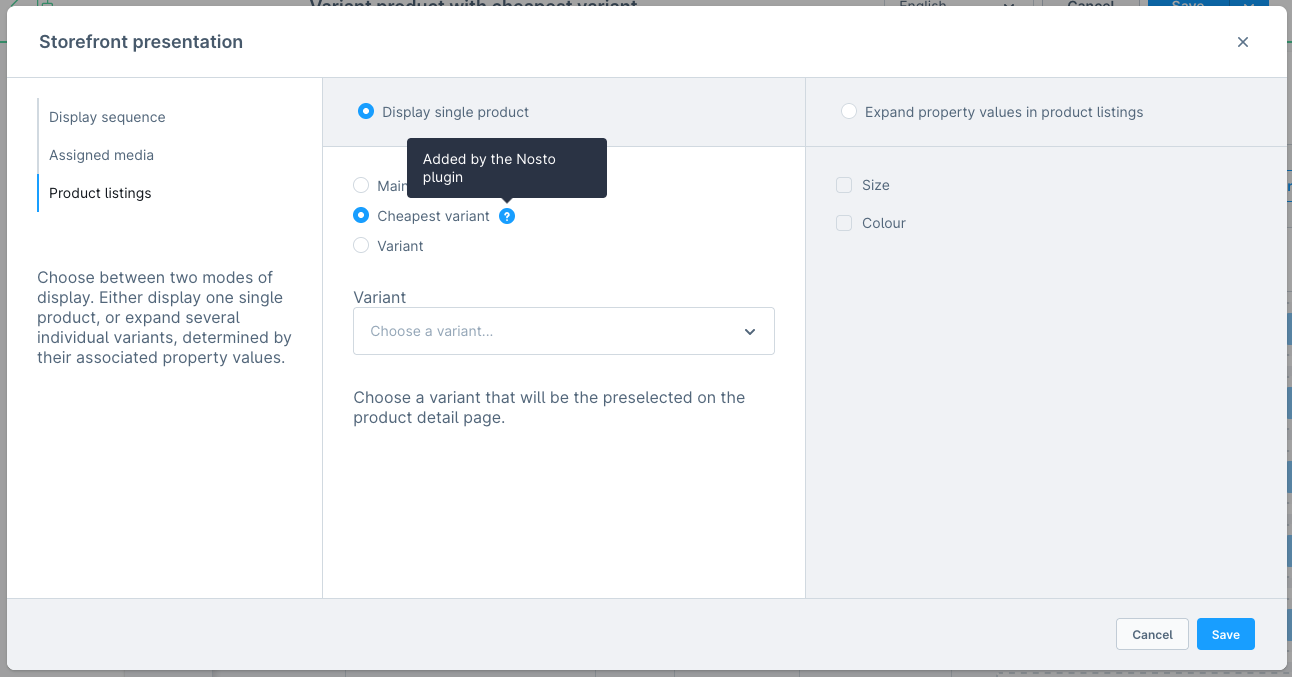 Variant product with cheapest variant
English
Cancel
Save
Storefront presentation
Display sequence
Assigned media
Product listings
Choose between two modes of
display. Either display one single
product, or expand several
individual variants, determined by
their associated property values.
Display single product
Added by the Nosto
plugin
Main
Cheapest variant ?
Variant
Variant
Choose a variant...
Choose a variant that will be the preselected on the
product detail page.
Expand property values in product listings
Size
Colour
Cancel
Save